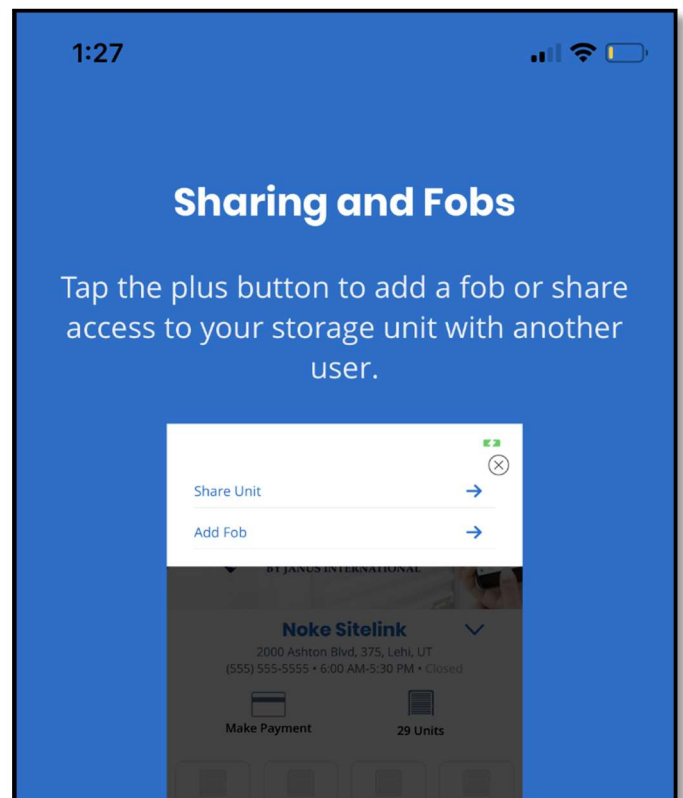 1:27
Sharing and Fobs
Tap the plus button to add a fob or share
access to your storage unit with another
user.
Share Unit
Add Fob
BY JANUS INTERNATIONAL
Noke Sitelink
2000 Ashton Blvd, 375, Lehi, UT
(555) 555-5555 • 6:00 AM-5:30 PM • Closed
Make Payment
29 Units